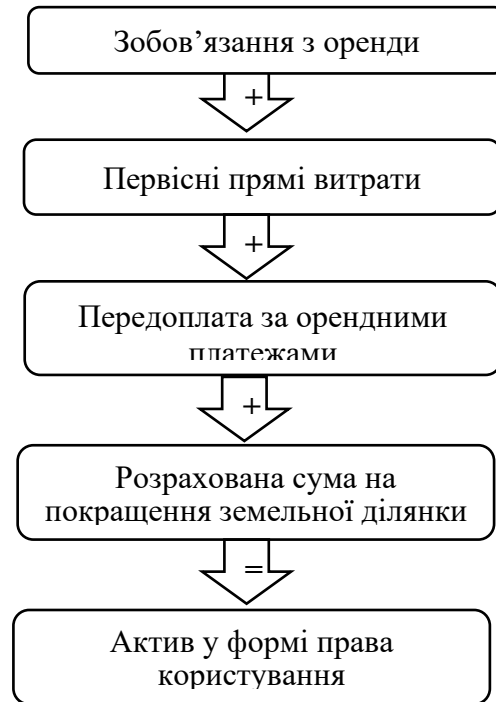 Зобов’язання з оренди
+
Первісні прямі витрати
+
Передоплата за орендними
платежами
+
Розрахована сума на
покращення земельної ділянки
=
Актив у формі права
користування